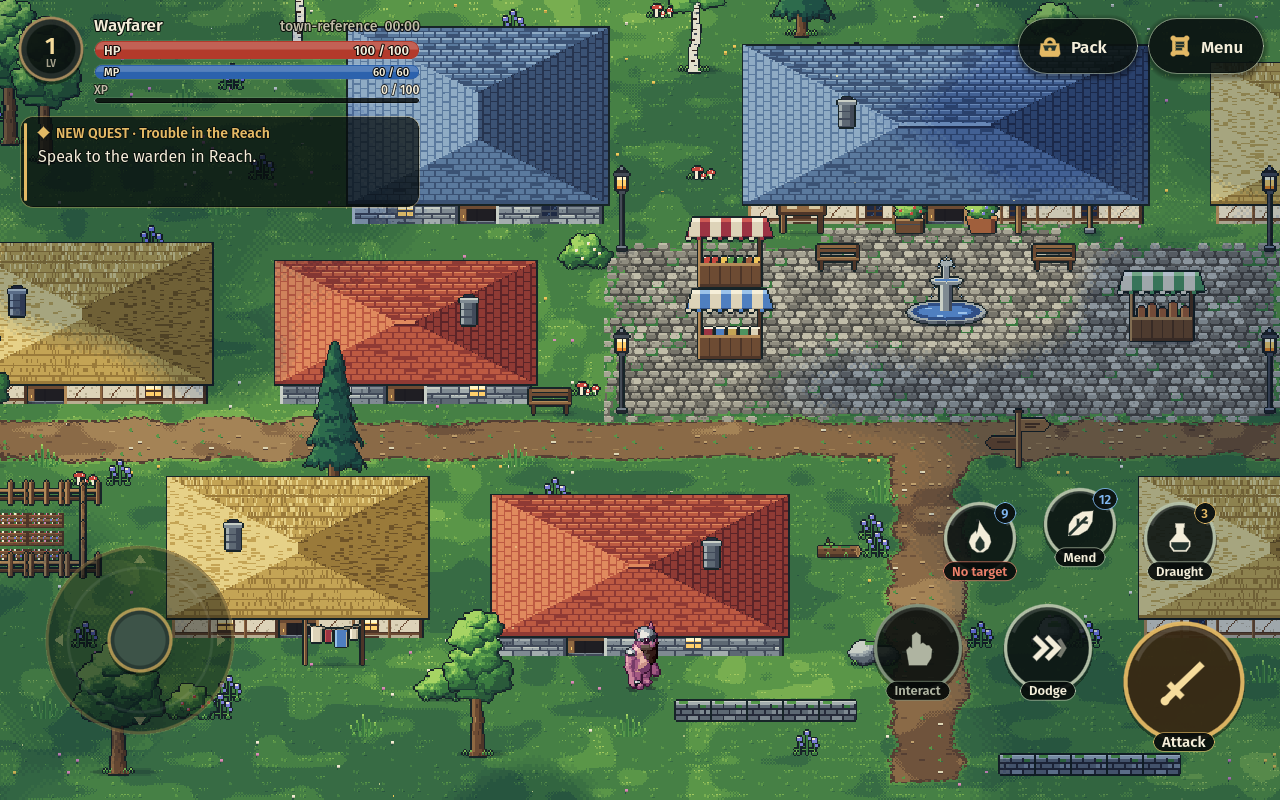 Wayfarer
town-reference 00:00
1
LV
HP
100 / 100
MP
60 / 60
XP
0 / 100
NEW QUEST · Trouble in the Reach
Speak to the warden in Reach.
Pack
Menu
9
No target
12
Mend
3
Draught
Interact
Dodge
Attack